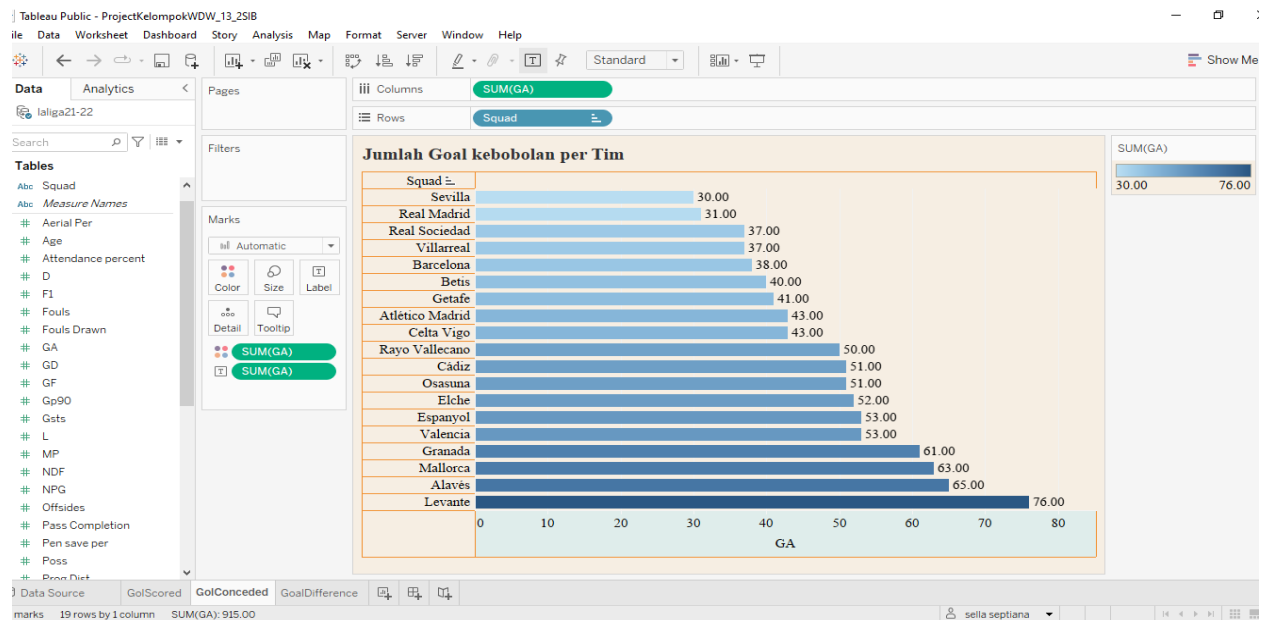 Tableau Public - ProjectKelompokWDW_13_2SIB
ile Data Worksheet Dashboard Story Analysis Map Format Server Window Help
Standard
Show Me
Data Analytics
laliga21-22
Search
Tables
Abc Squad
Abc Measure Names
# Aerial Per
# Age
# Attendance percent
# D
# F1
# Fouls
# Fouls Drawn
# GA
# GD
# GF
# Gp90
# Gsts
# L
# MP
# NDF
# NPG
# Offsides
# Pass Completion
# Pen save per
# Poss
# Prog Dist
Pages
Filters
Marks
Automatic
Color Size Label
Detail Tooltip
SUM(GA)
T SUM(GA)
Columns SUM(GA)
Rows Squad
Jumlah Goal kebobolan per Tim
Squad
Sevilla 30.00
Real Madrid 31.00
Real Sociedad 37.00
Villarreal 37.00
Barcelona 38.00
Betis 40.00
Getafe 41.00
Atlético Madrid 43.00
Celta Vigo 43.00
Rayo Vallecano 50.00
Cádiz 51.00
Osasuna 51.00
Elche 52.00
Espanyol 53.00
Valencia 53.00
Granada 61.00
Mallorca 63.00
Alavés 65.00
Levante 76.00
0 10 20 30 40 50 60 70 80
GA
SUM(GA)
30.00 76.00
Data Source GolScored GolConceded GoalDifference
marks 19 rows by 1 column SUM(GA): 915.00
sella septiana